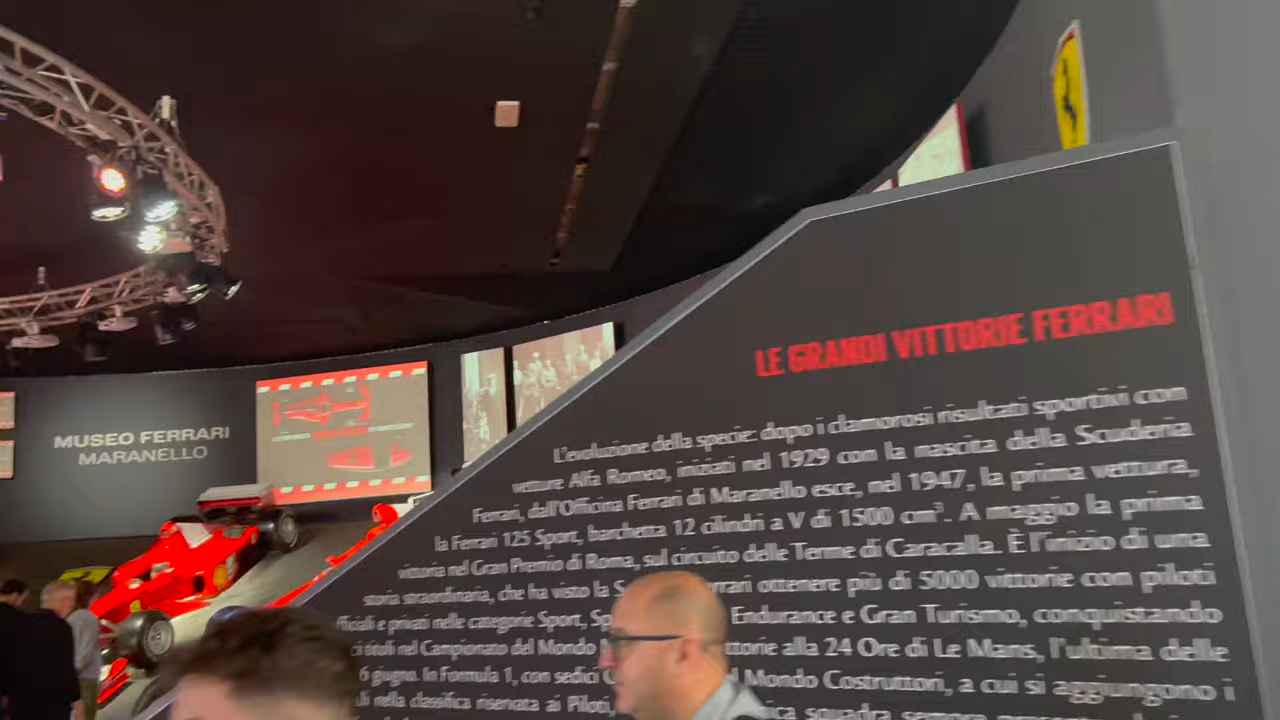 MUSEO FERRARI
MARANELLO
LE GRANDI VITTORIE FERRARI
L'evoluzione della specie: dopo i clamorosi risultati sportivi con
vetture Alfa Romeo, iniziati nel 1929 con la nascita della Scuderia
Ferrari, dall'Officina Ferrari di Maranello esce, nel 1947, la prima vettura,
la Ferrari 125 Sport, barchetta 12 cilindri a V di 1500 cm³. A maggio la prima
vittoria nel Gran Premio di Roma, sul circuito delle Terme di Caracalla. È l'inizio di una
storia straordinaria, che ha visto la ottenere più di 5000 vittorie con piloti
e privati nelle categorie Sport, Endurance e Gran Turismo, conquistando
titoli nel Campionato del Mondo alla 24 Ore di Le Mans, l'ultima delle
giugno. In Formula 1, con sedici Mondo Costruttori, a cui si aggiungono i
nella classifica riservata ai Piloti, squadra